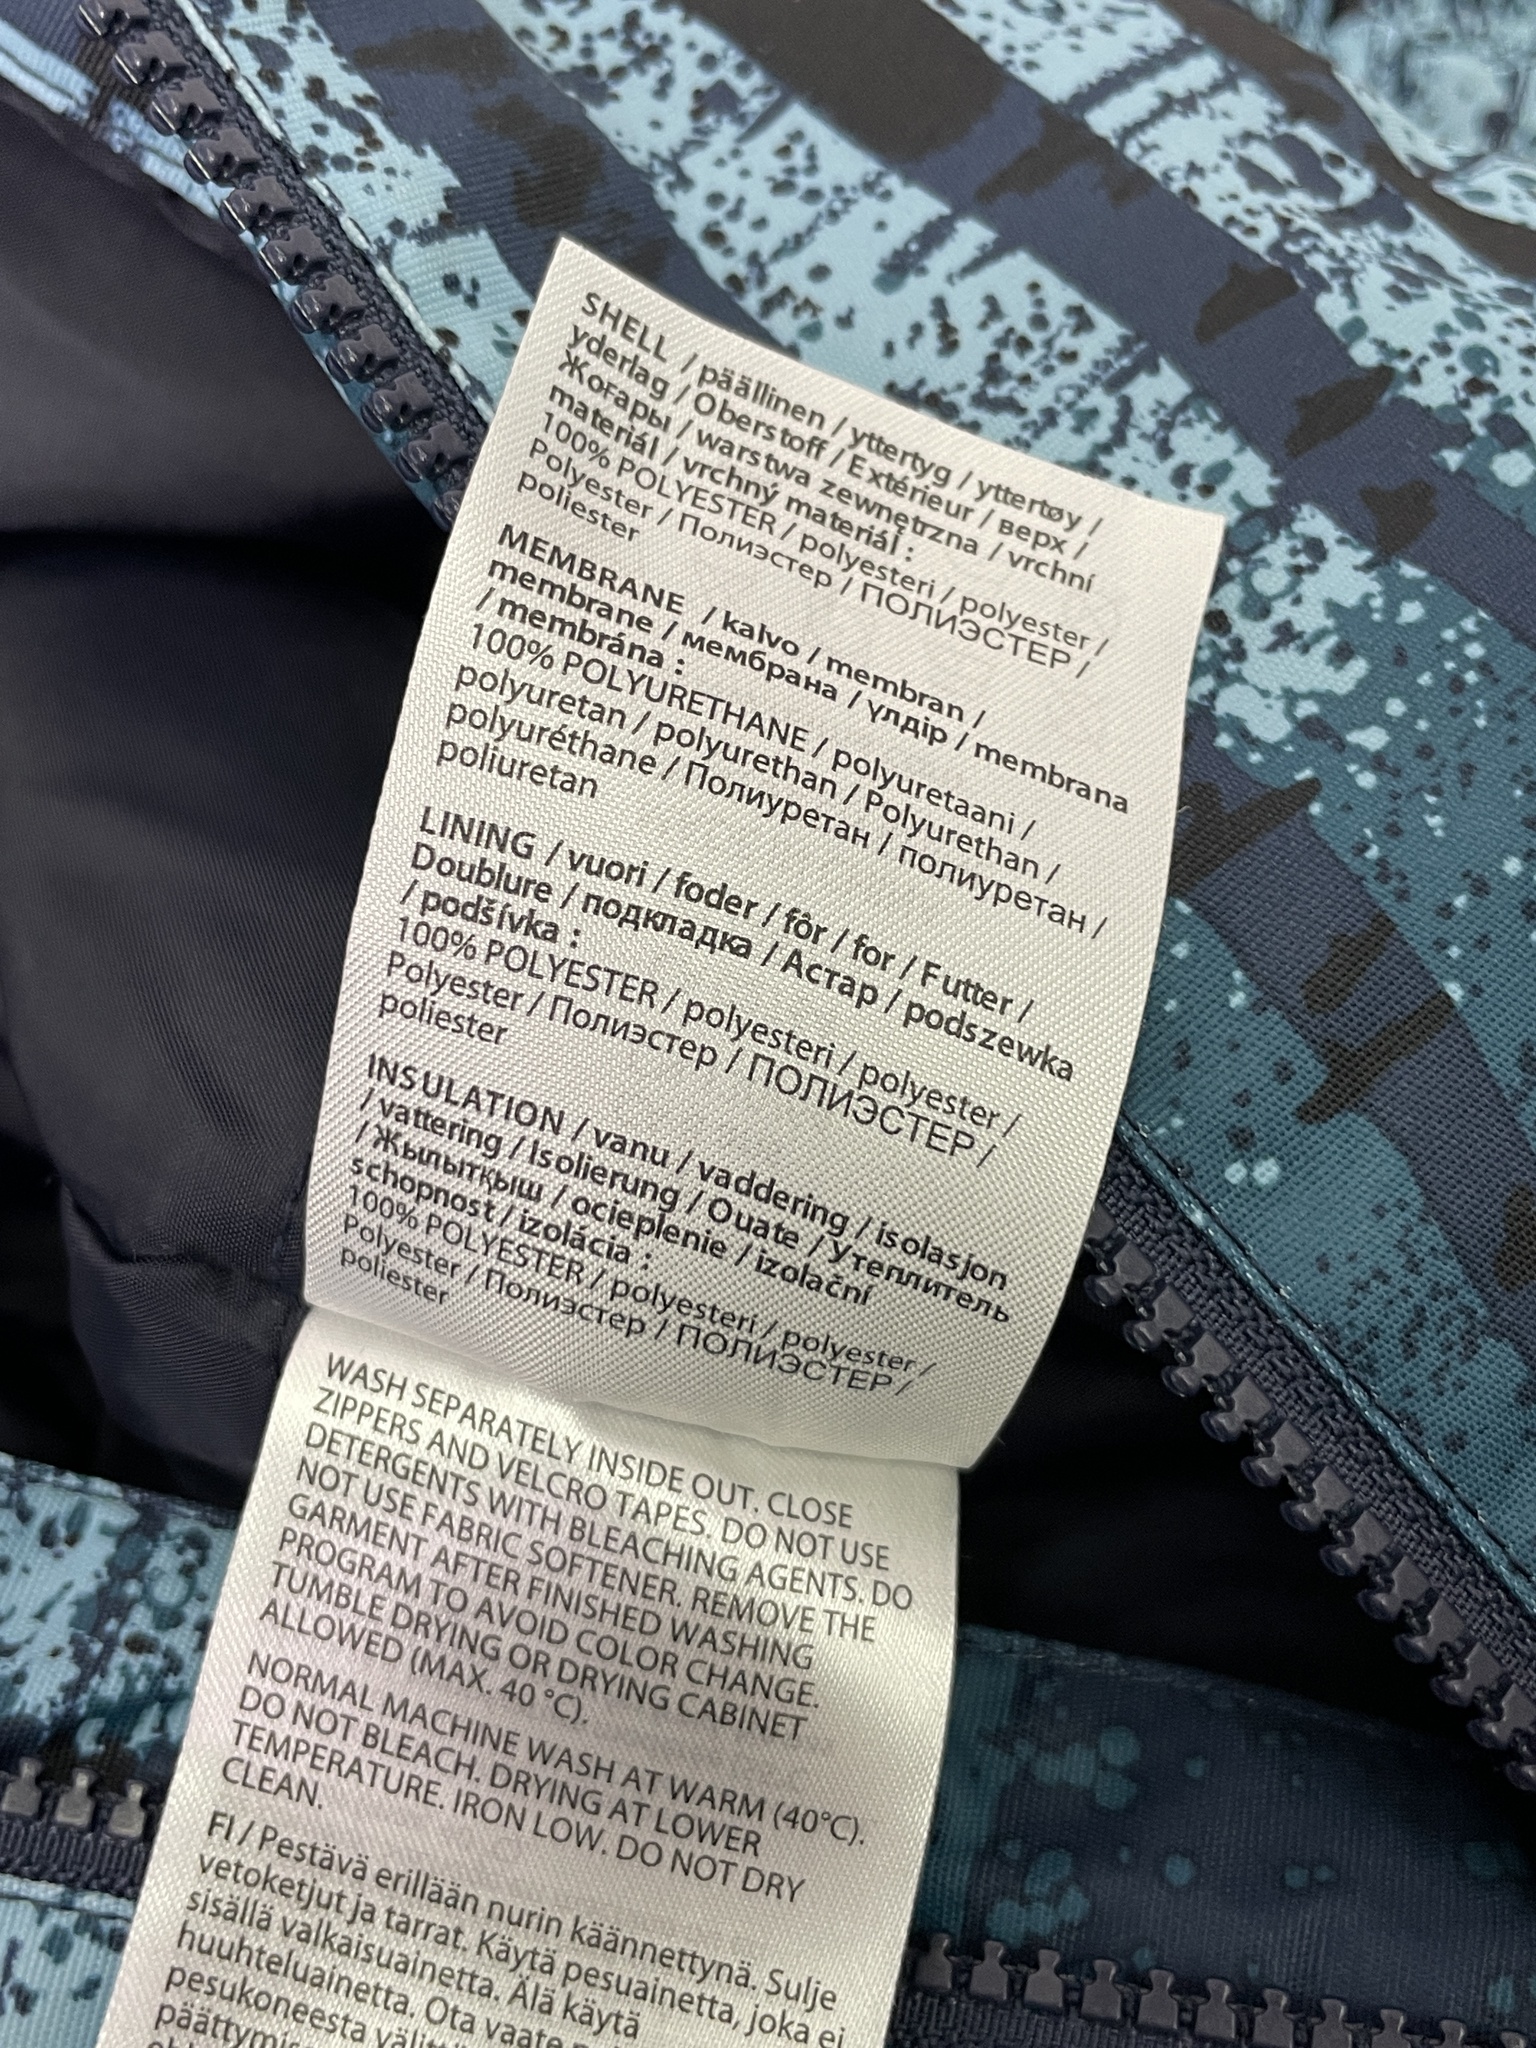 SHELL / päällinen / yttertyg / yttertøy /
yderlag / Oberstoff / Extérieur / верх /
Жоғары / warstwa zewnętrzna / vrchní
materiál / vrchný materiál :
100% POLYESTER / polyesteri / polyester /
Polyester / Полиэстер / ПОЛИЭСТЕР /
poliester
MEMBRANE / kalvo / membran /
membrane / мембрана / үлдір / membrana
/ membrána :
100% POLYURETHANE / polyuretaani /
polyuretan / polyurethan / Polyurethan /
polyuréthane / Полиуретан / полиуретан /
poliuretan
LINING / vuori / foder / fôr / for / Futter /
Doublure / подкладка / Астар / podszewka
/ podšívka :
100% POLYESTER / polyesteri / polyester /
Polyester / Полиэстер / ПОЛИЭСТЕР /
poliester
INSULATION / vanu / vaddering / isolasjon
/ vattering / Isolierung / Ouate / Утеплитель
/ Жылытқыш / ocieplenie / izolační
schopnost / izolácia :
100% POLYESTER / polyesteri / polyester /
Polyester / Полиэстер / ПОЛИЭСТЕР /
poliester
WASH SEPARATELY INSIDE OUT. CLOSE
ZIPPERS AND VELCRO TAPES. DO NOT USE
DETERGENTS WITH BLEACHING AGENTS. DO
NOT USE FABRIC SOFTENER. REMOVE THE
GARMENT AFTER FINISHED WASHING
PROGRAM TO AVOID COLOR CHANGE.
TUMBLE DRYING OR DRYING CABINET
ALLOWED (MAX. 40 °C).
NORMAL MACHINE WASH AT WARM (40°C).
DO NOT BLEACH. DRYING AT LOWER
TEMPERATURE. IRON LOW. DO NOT DRY
CLEAN.
FI / Pestävä erillään nurin käännettynä. Sulje
vetoketjut ja tarrat. Käytä pesuainetta, joka ei
sisällä valkaisuainetta. Älä käytä
huuhteluainetta. Ota vaate
pesukoneesta